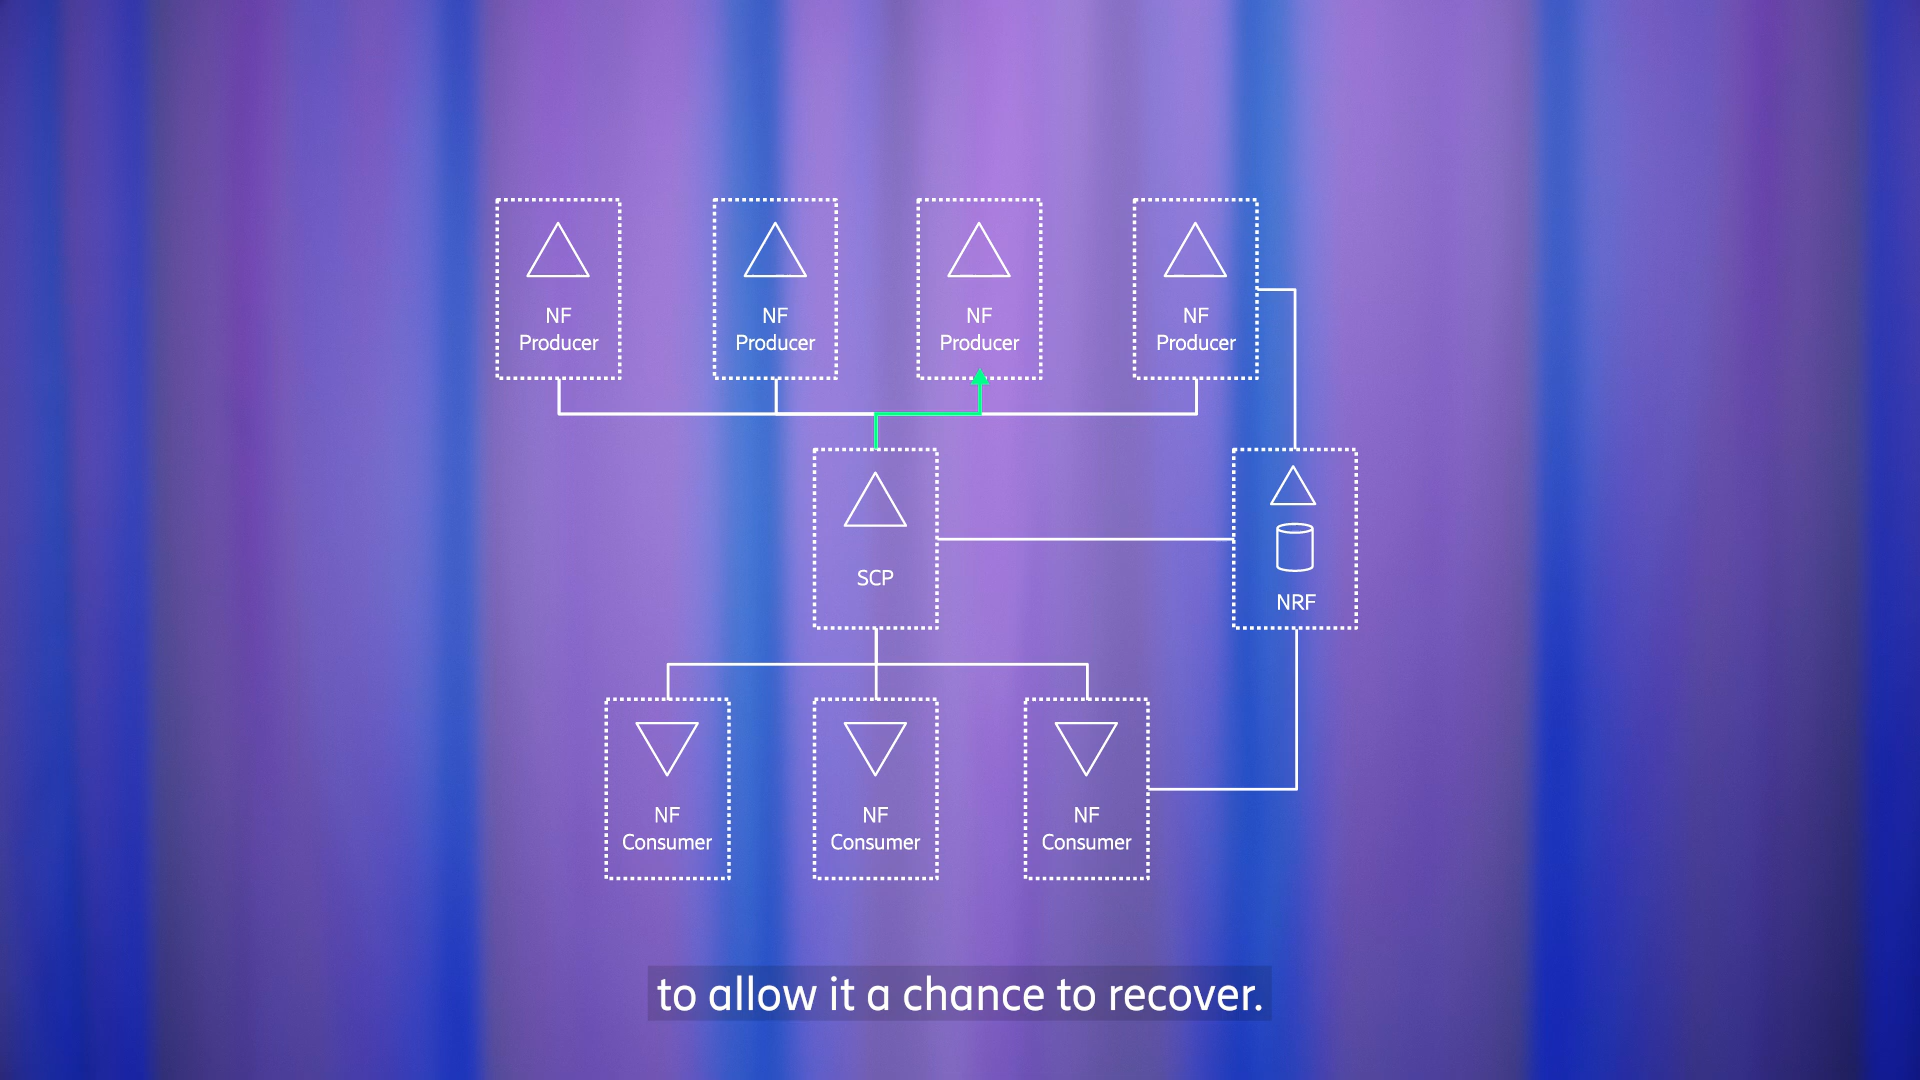 NF
Producer
NF
Producer
NF
Producer
NF
Producer
SCP
NRF
NF
Consumer
NF
Consumer
NF
Consumer
to allow it a chance to recover.